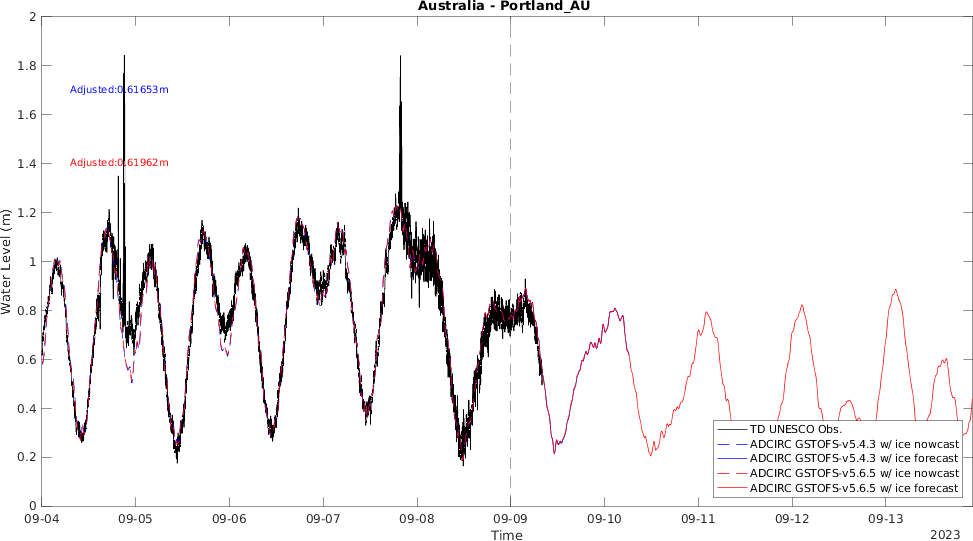 Australia - Portland_AU
2
1.8
1.6
1.4
1.2
1
0.8
0.6
0.4
0.2
0
Water Level (m)
Adjusted:0.61653m
Adjusted:0.61962m
TD UNESCO Obs.
ADCIRC GSTOFS-v5.4.3 w/ ice nowcast
ADCIRC GSTOFS-v5.4.3 w/ ice forecast
ADCIRC GSTOFS-v5.6.5 w/ ice nowcast
ADCIRC GSTOFS-v5.6.5 w/ ice forecast
09-04 09-05 09-06 09-07 09-08 09-09 09-10 09-11 09-12 09-13
Time
2023